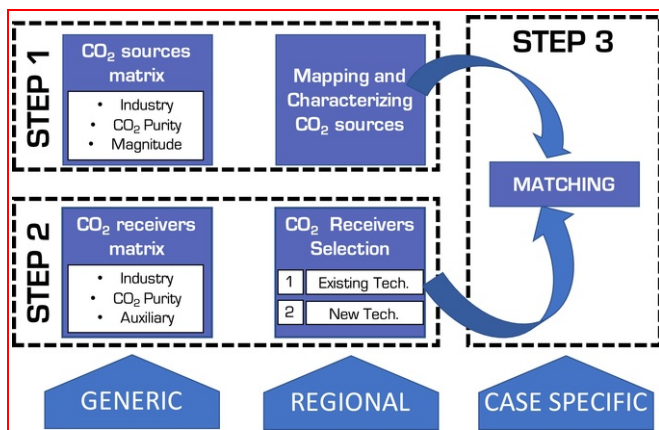 STEP 1
CO₂ sources
matrix
• Industry
• CO₂ Purity
• Magnitude
Mapping and
Characterizing
CO₂ sources
STEP 2
CO₂ receivers
matrix
• Industry
• CO₂ Purity
• Auxiliary
CO₂ Receivers
Selection
1 Existing Tech.
2 New Tech.
STEP 3
MATCHING
GENERIC
REGIONAL
CASE SPECIFIC